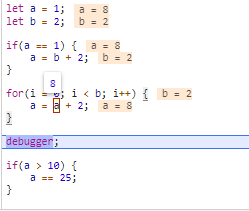 let a = 1; a = 8
let b = 2; b = 2
if(a == 1) { a = 8
a = b + 2; b = 2
}
8
for(i = 0; i < b; i++) { b = 2
a = a + 2; a = 8
}
debugger;
if(a > 10) {
a == 25;
}